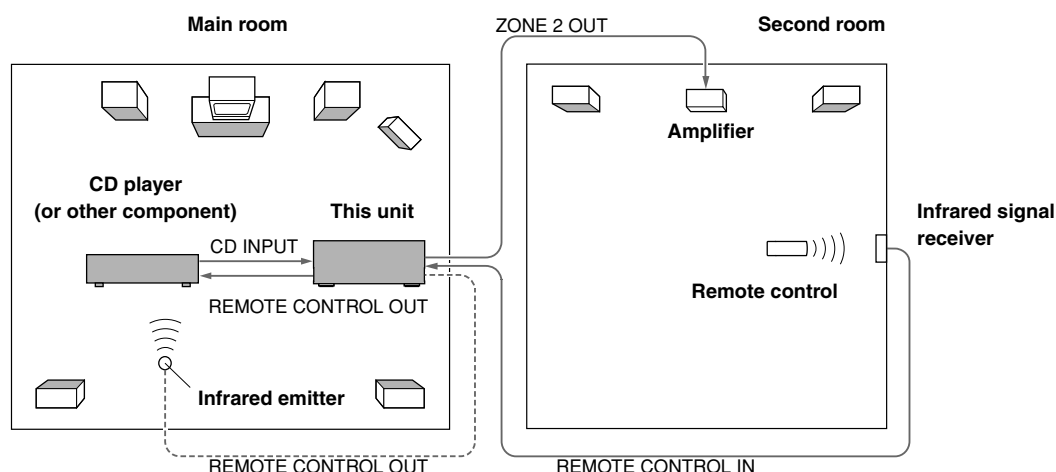 Main room
ZONE 2 OUT
Second room
Amplifier
CD player
(or other component)
This unit
Infrared signal
receiver
CD INPUT
REMOTE CONTROL OUT
Remote control
Infrared emitter
REMOTE CONTROL OUT
REMOTE CONTROL IN